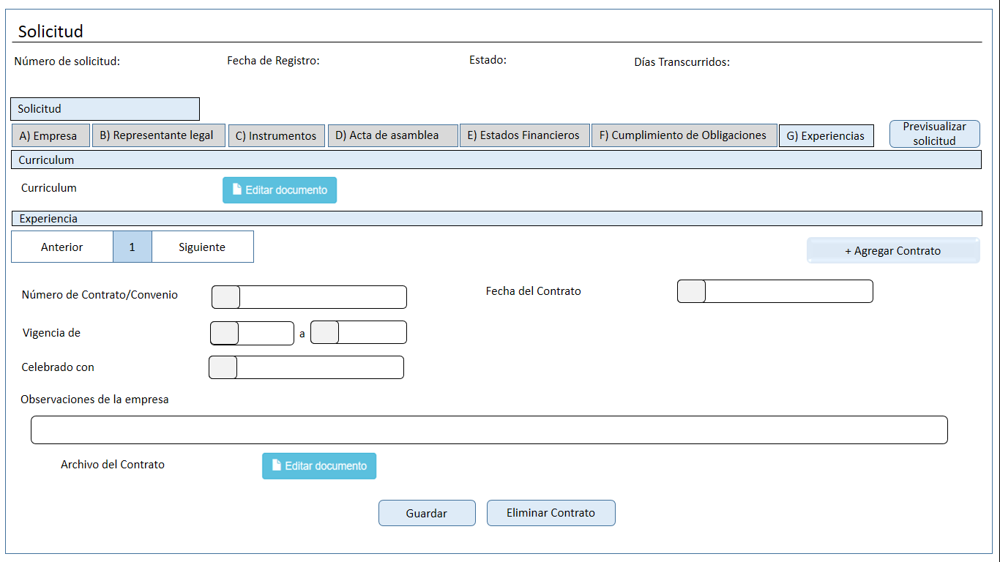 Solicitud
Número de solicitud:
Fecha de Registro:
Estado:
Días Transcurridos:
Solicitud
A) Empresa
B) Representante legal
C) Instrumentos
D) Acta de asamblea
E) Estados Financieros
F) Cumplimiento de Obligaciones
G) Experiencias
Previsualizar
solicitud
Curriculum
Curriculum
Editar documento
Experiencia
Anterior
1
Siguiente
+ Agregar Contrato
Número de Contrato/Convenio
Fecha del Contrato
Vigencia de
a
Celebrado con
Observaciones de la empresa
Archivo del Contrato
Editar documento
Guardar
Eliminar Contrato